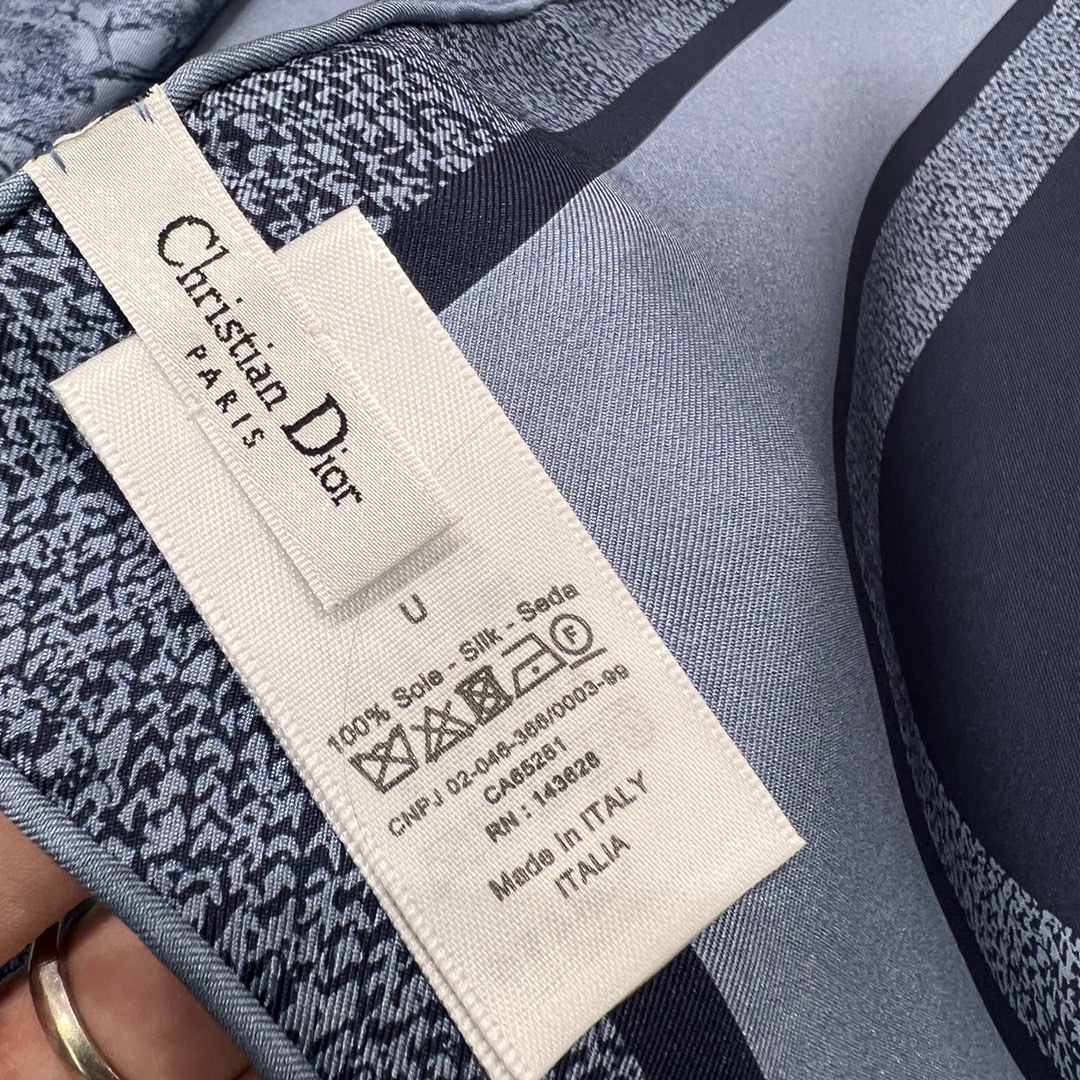 Christian Dior
PARIS
U
100% Soie - Silk - Seda
F
CNPJ 02-046-366/0003-99
CA65281
RN : 143628
Made in ITALY
ITALIA